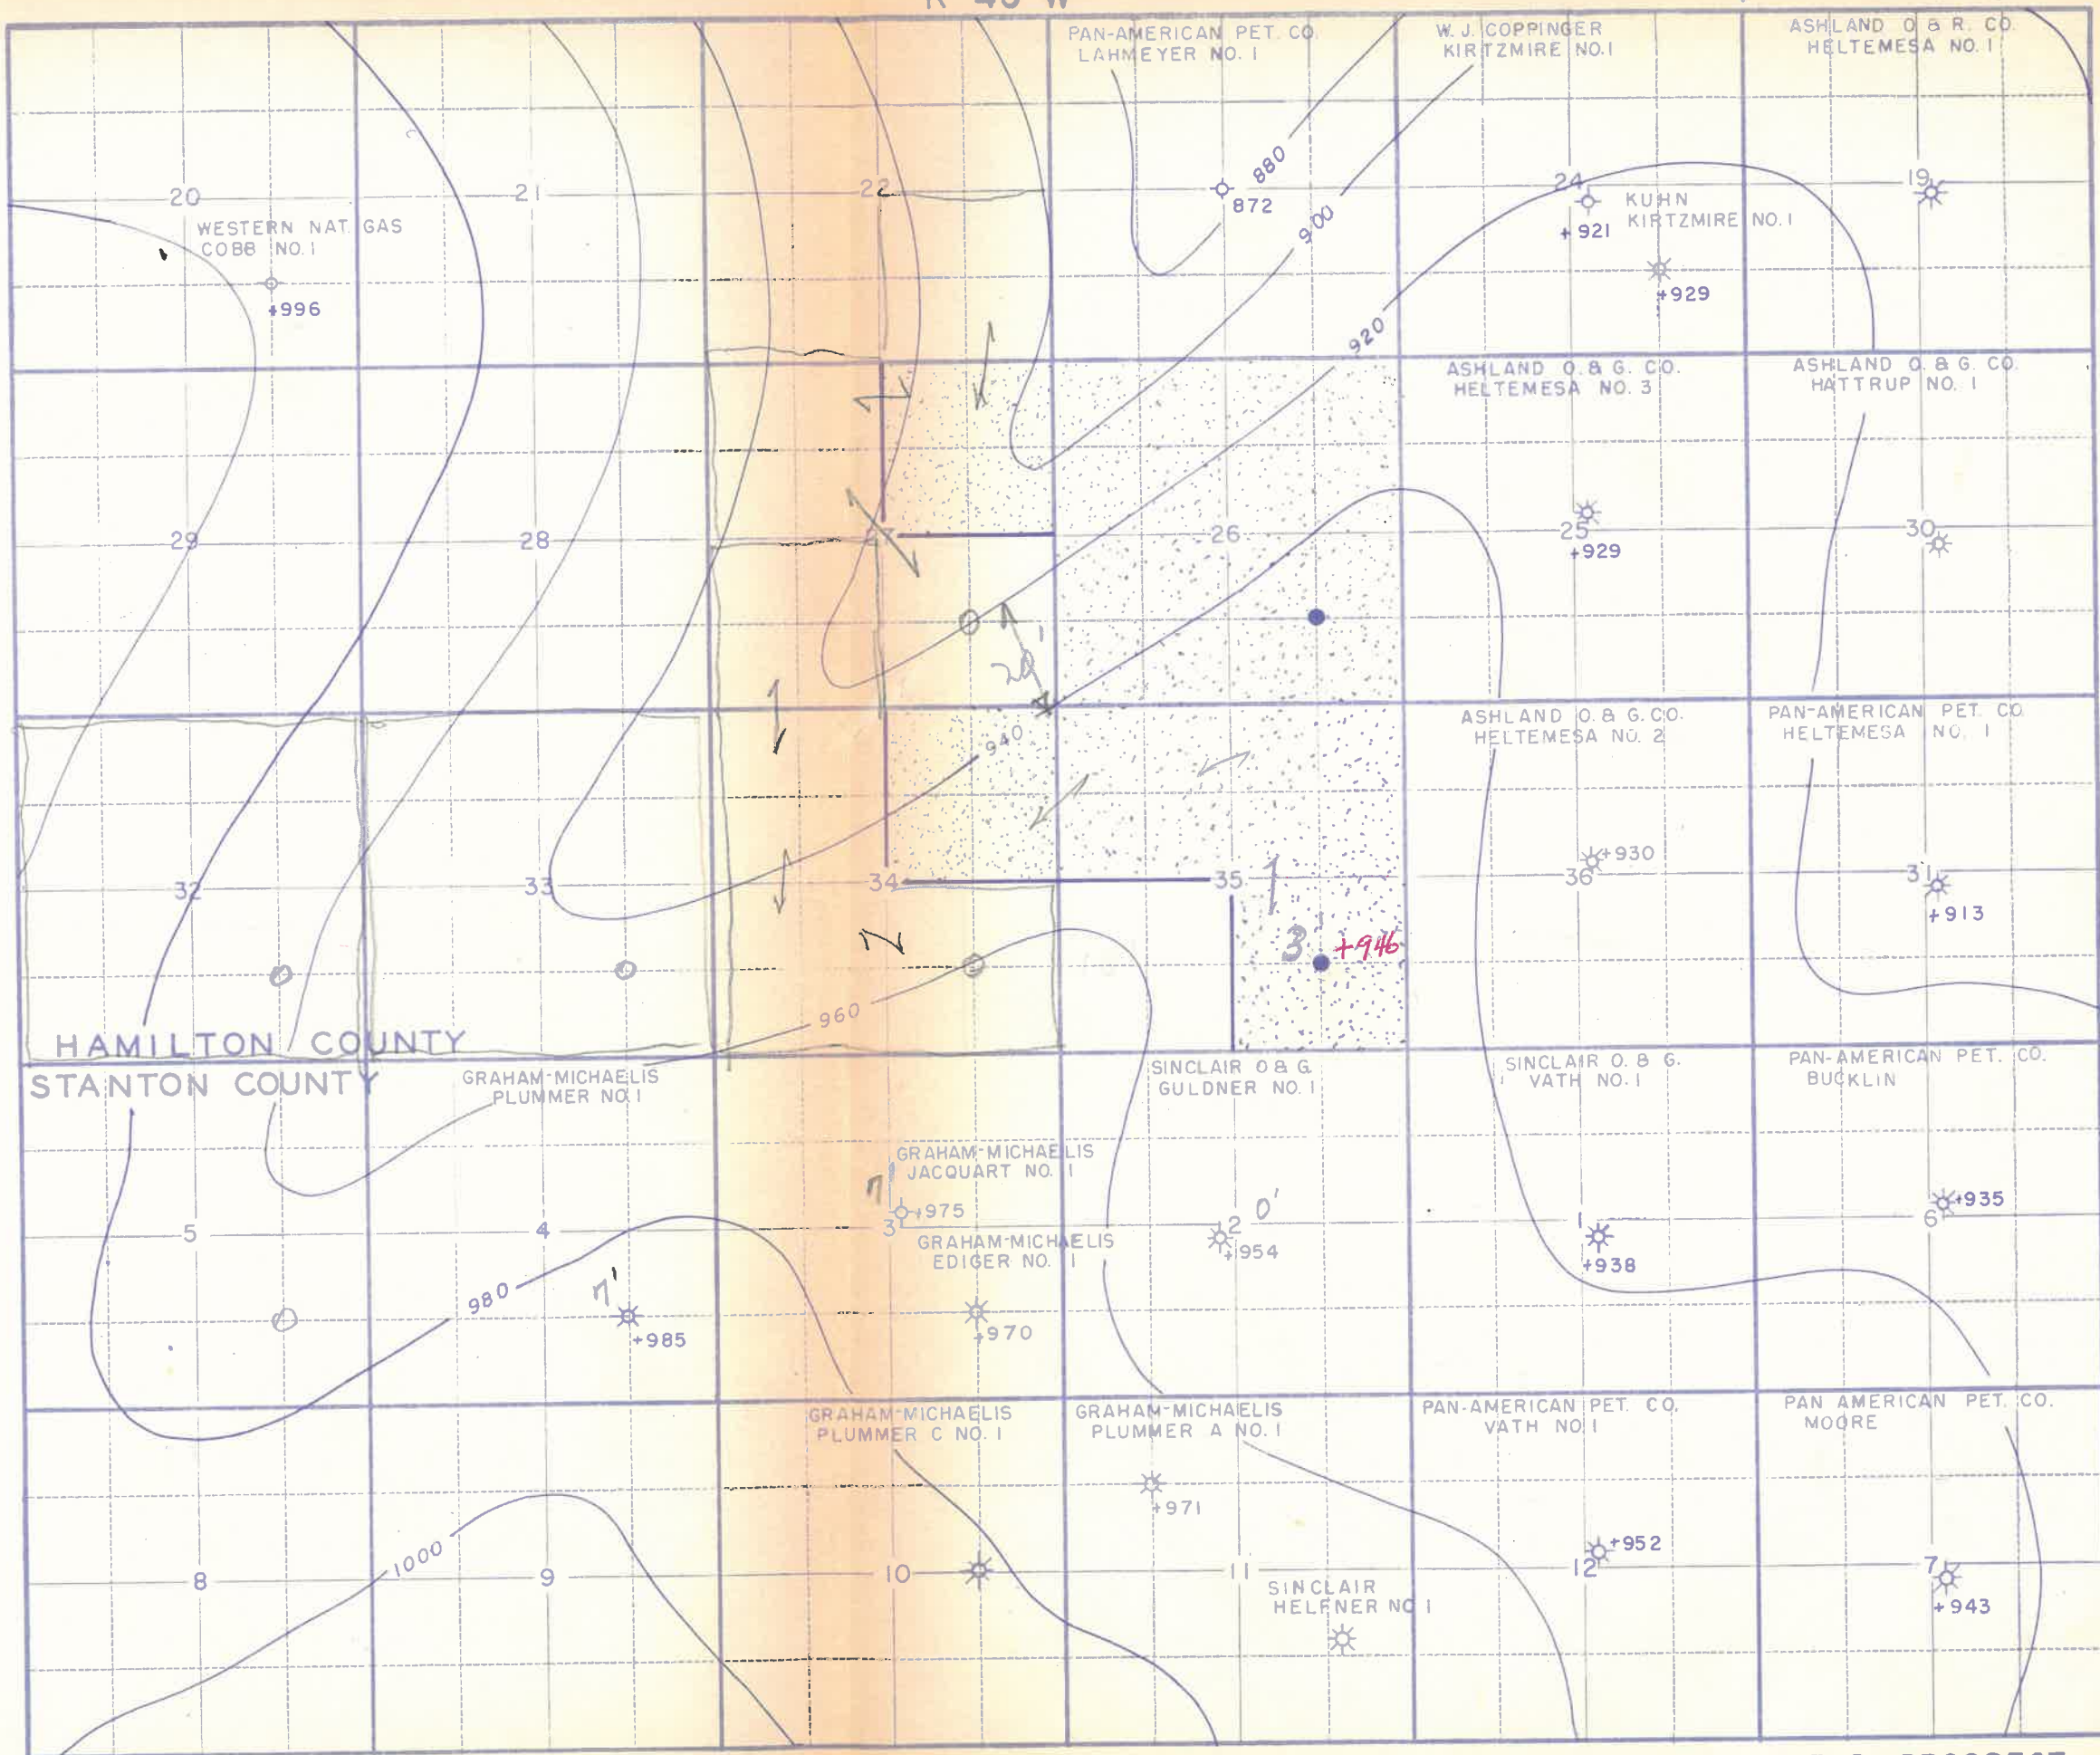 PAN-AMERICAN PET. CO.
LAHMEYER NO. 1
W. J. COPPINGER
KIRTZMIRE NO. 1
ASHLAND O. & R. CO.
HELTEMESA NO. 1
20
21
22
880
872
900
24
KUHN
KIRTZMIRE NO. 1
+921
19
WESTERN NAT. GAS
COBB NO. 1
+996
+929
920
ASHLAND O. & G. CO.
HELTEMESA NO. 3
ASHLAND O. & G. CO.
HATTRUP NO. 1
29
28
26
25
+929
30
20'
940
ASHLAND O. & G. CO.
HELTEMESA NO. 2
PAN-AMERICAN PET. CO.
HELTEMESA NO. 1
32
33
34
35
+930
36
31
+913
3'
+946
960
HAMILTON COUNTY
STANTON COUNTY
GRAHAM-MICHAELIS
PLUMMER NO. 1
SINCLAIR O & G
GULDNER NO. 1
SINCLAIR O. & G.
VATH NO. 1
PAN-AMERICAN PET. CO.
BUCKLIN
GRAHAM-MICHAELIS
JACQUART NO. 1
7'
+975
5
4
3
2
0'
+954
1
+938
6
+935
GRAHAM-MICHAELIS
EDIGER NO. 1
980
7'
+985
+970
GRAHAM-MICHAELIS
PLUMMER C NO. 1
GRAHAM-MICHAELIS
PLUMMER A NO. 1
PAN-AMERICAN PET. CO.
VATH NO. 1
PAN AMERICAN PET. CO.
MOORE
+971
1000
8
9
10
11
12
+952
7
+943
SINCLAIR
HELFNER NO 1